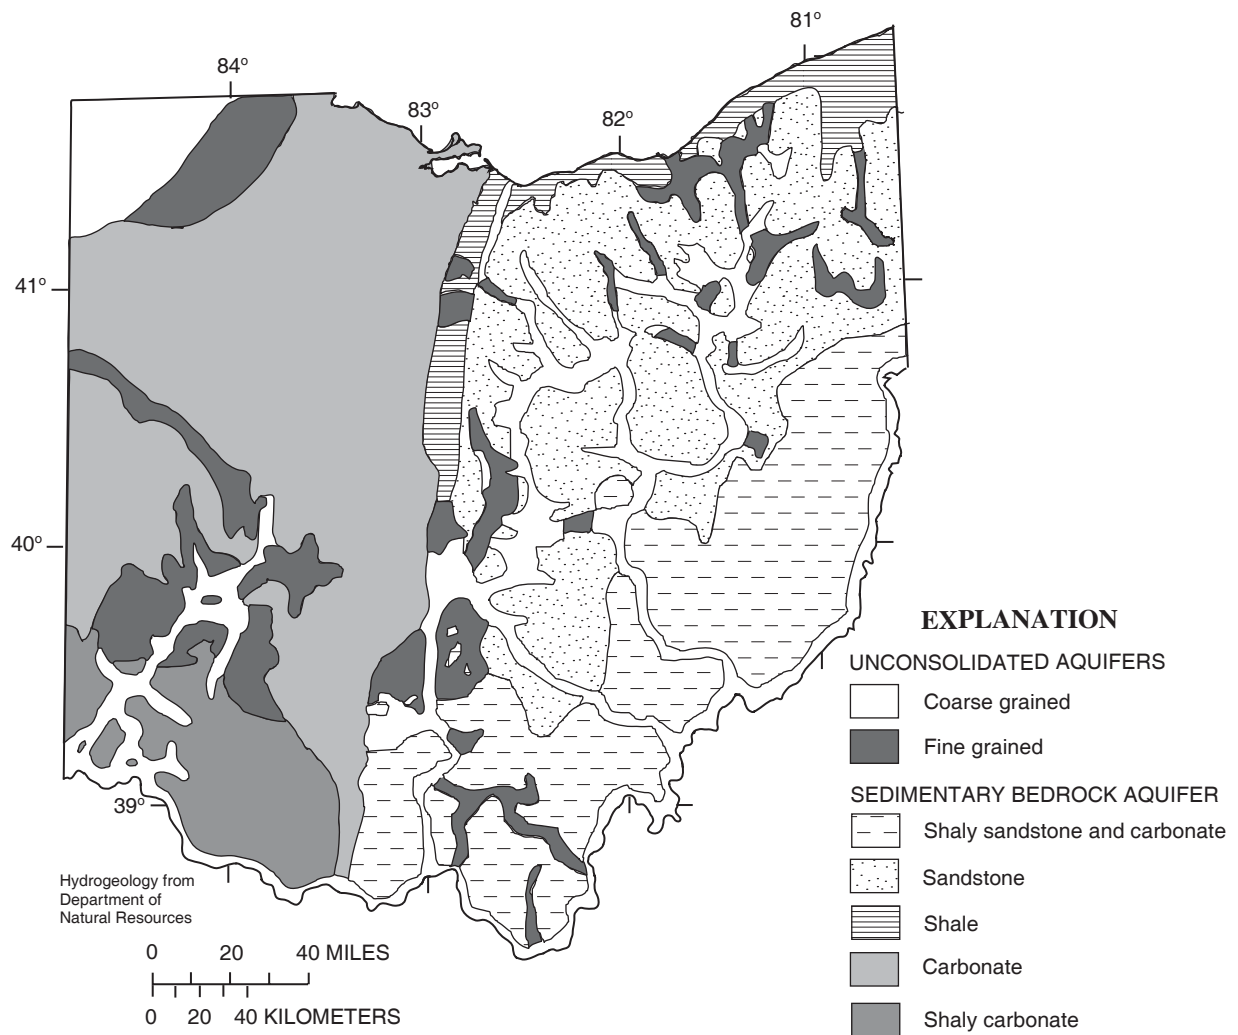 81°
84°
83°
82°
41°
40°
39°
EXPLANATION
UNCONSOLIDATED AQUIFERS
Coarse grained
Fine grained
SEDIMENTARY BEDROCK AQUIFER
Shaly sandstone and carbonate
Sandstone
Shale
Carbonate
Shaly carbonate
Hydrogeology from
Department of
Natural Resources
0 20 40 MILES
0 20 40 KILOMETERS